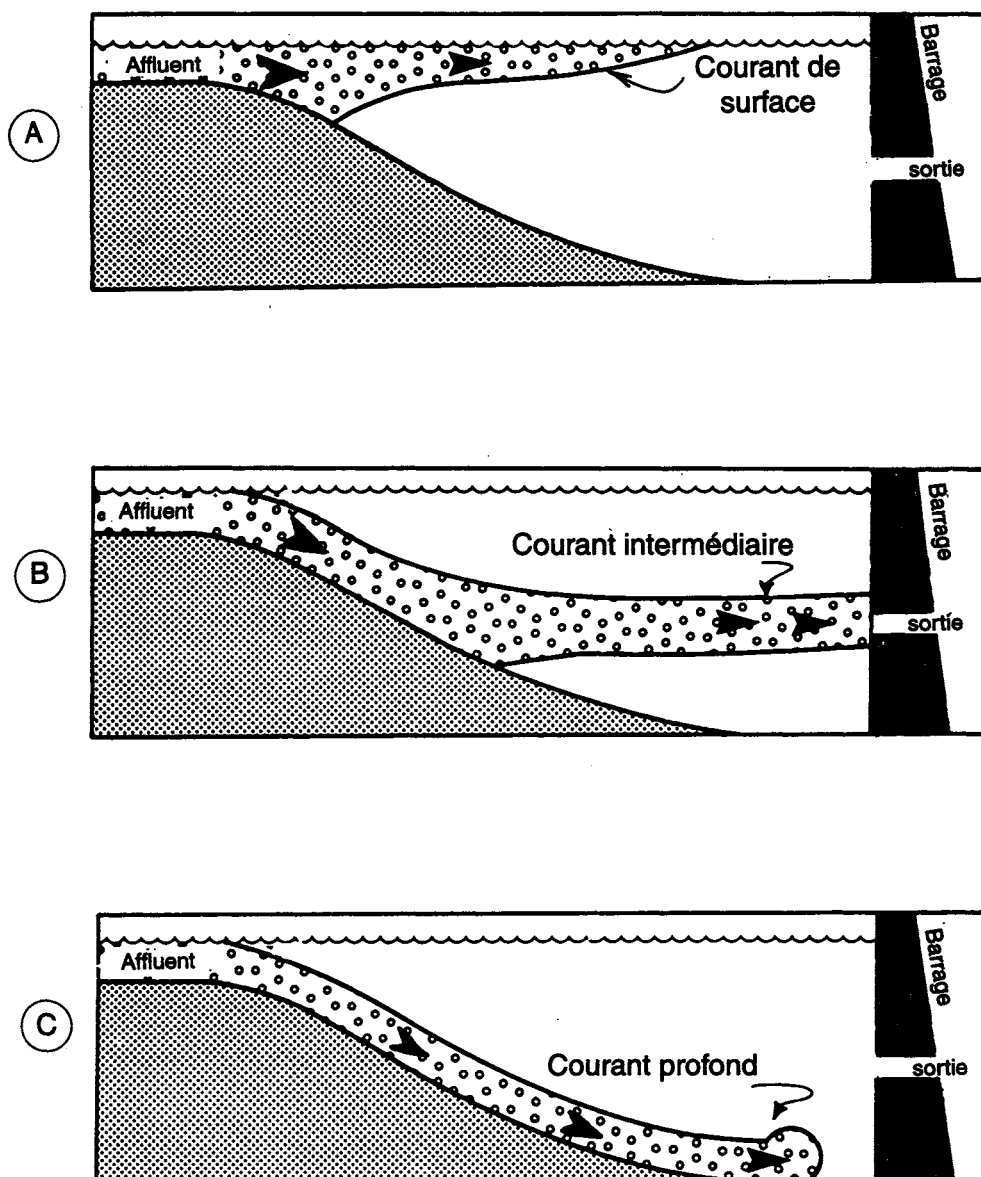 A
Affluent
Courant de
surface
Barrage
sortie
B
Affluent
Courant intermédiaire
Barrage
sortie
C
Affluent
Courant profond
Barrage
sortie